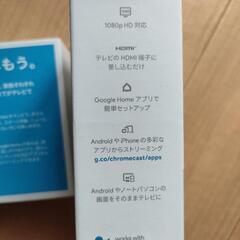 もう。
1080p HD 対応
HDMI
テレビの HDMI 端子に
差し込むだけ
Google Home アプリで
簡単セットアップ
Android や iPhone の多彩な
アプリからストリーミング
g.co/chromecast/apps
Android やノートパソコンの
画面をそのままテレビに
works with